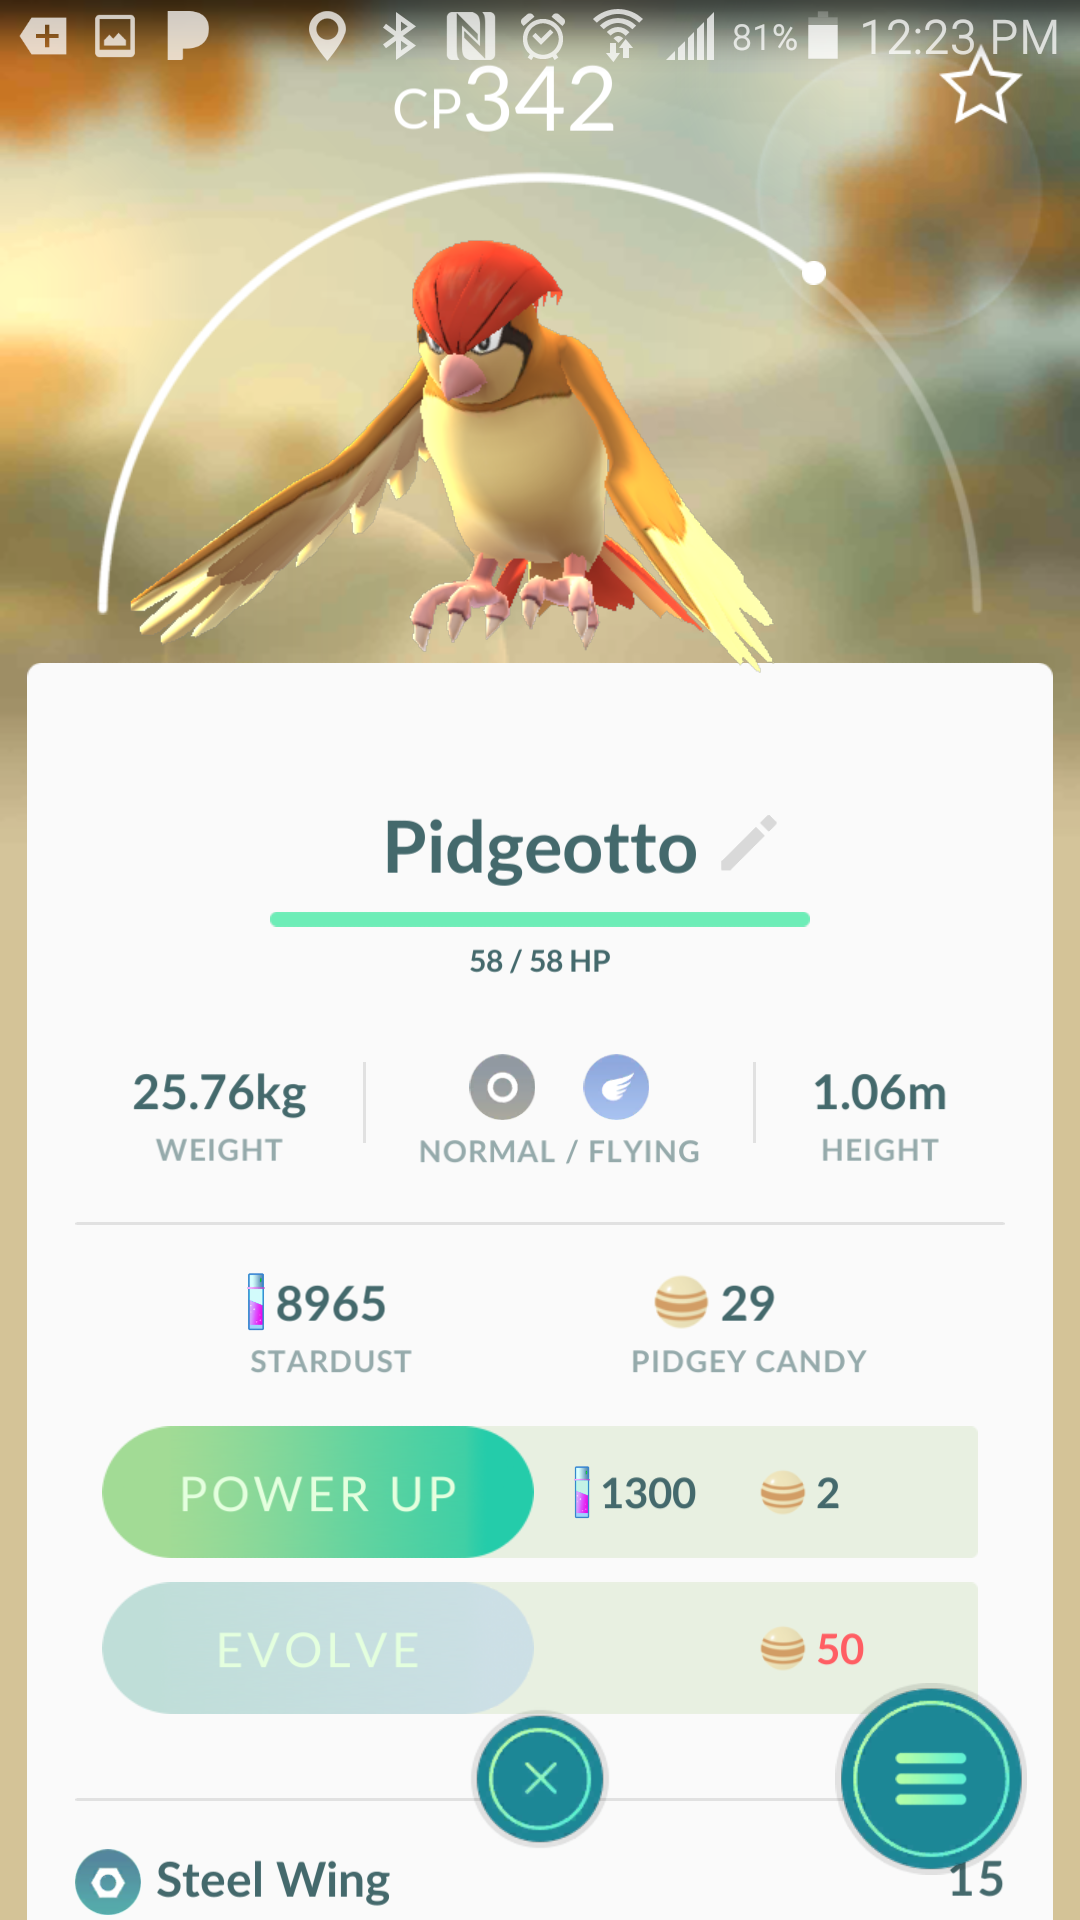 81% 12:23 PM
CP342
Pidgeotto
58 / 58 HP
25.76kg
WEIGHT
NORMAL / FLYING
1.06m
HEIGHT
8965
STARDUST
29
PIDGEY CANDY
POWER UP 1300 2
EVOLVE 50
Steel Wing 15